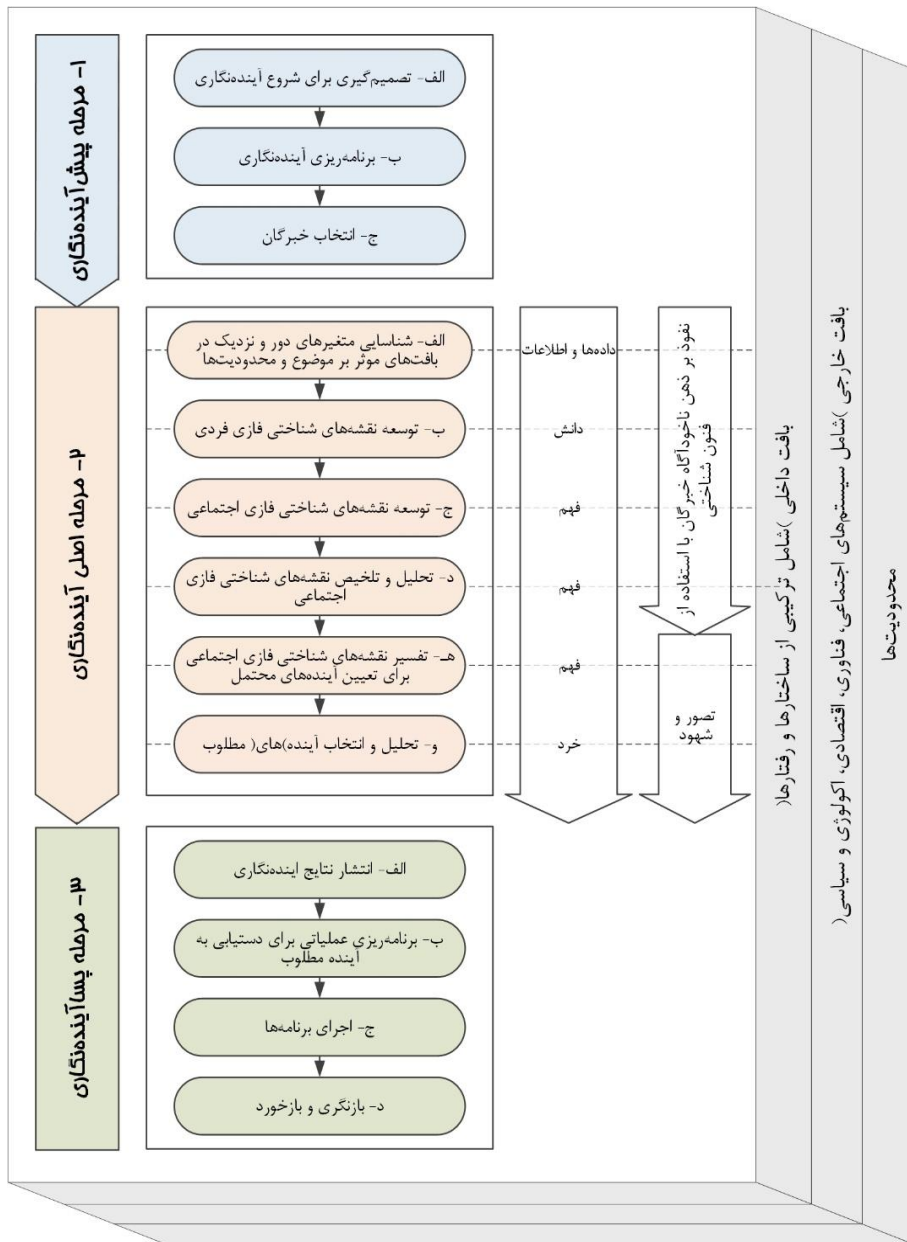 ۱- مرحله پیش‌آینده‌نگاری
الف- تصمیم‌گیری برای شروع آینده‌نگاری
ب- برنامه‌ریزی آینده‌نگاری
ج- انتخاب خبرگان
۲- مرحله اصلی آینده‌نگاری
الف- شناسایی متغیرهای دور و نزدیک در
بافت‌های موثر بر موضوع و محدودیت‌ها
ب- توسعه نقشه‌های شناختی فازی فردی
ج- توسعه نقشه‌های شناختی فازی اجتماعی
د- تحلیل و تلخیص نقشه‌های شناختی فازی
اجتماعی
هـ- تفسیر نقشه‌های شناختی فازی اجتماعی
برای تعیین آینده‌های محتمل
و- تحلیل و انتخاب آینده)های( مطلوب
داده‌ها و اطلاعات
دانش
فهم
فهم
فهم
خرد
نفوذ بر ذهن ناخودآگاه خبرگان با استفاده از
فنون شناختی
تصور و
شهود
۳- مرحله پساآینده‌نگاری
الف- انتشار نتایج اینده‌نگاری
ب- برنامه‌ریزی عملیاتی برای دستیابی به
آینده مطلوب
ج- اجرای برنامه‌ها
د- بازنگری و بازخورد
بافت داخلی )شامل ترکیبی از ساختارها و رفتارها(
بافت خارجی )شامل سیستم‌های اجتماعی، فناوری، اقتصادی، اکولوژی و سیاسی(
محدودیت‌ها